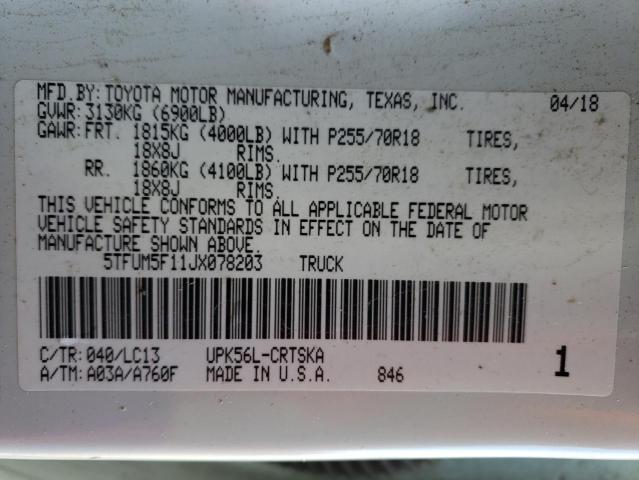 MFD.BY:TOYOTA MOTOR MANUFACTURING, TEXAS, INC. 04/18
GVWR:3130KG (6900LB)
GAWR:FRT. 1815KG (4000LB) WITH P255/70R18 TIRES,
18X8J RIMS.
RR. 1860KG (4100LB) WITH P255/70R18 TIRES,
18X8J RIMS.
THIS VEHICLE CONFORMS TO ALL APPLICABLE FEDERAL MOTOR
VEHICLE SAFETY STANDARDS IN EFFECT ON THE DATE OF
MANUFACTURE SHOWN ABOVE.
5TFUM5F11JX078203 TRUCK
C/TR:040/LC13 UPK56L-CRTSKA
A/TM:A03A/A760F MADE IN U.S.A. 846 1